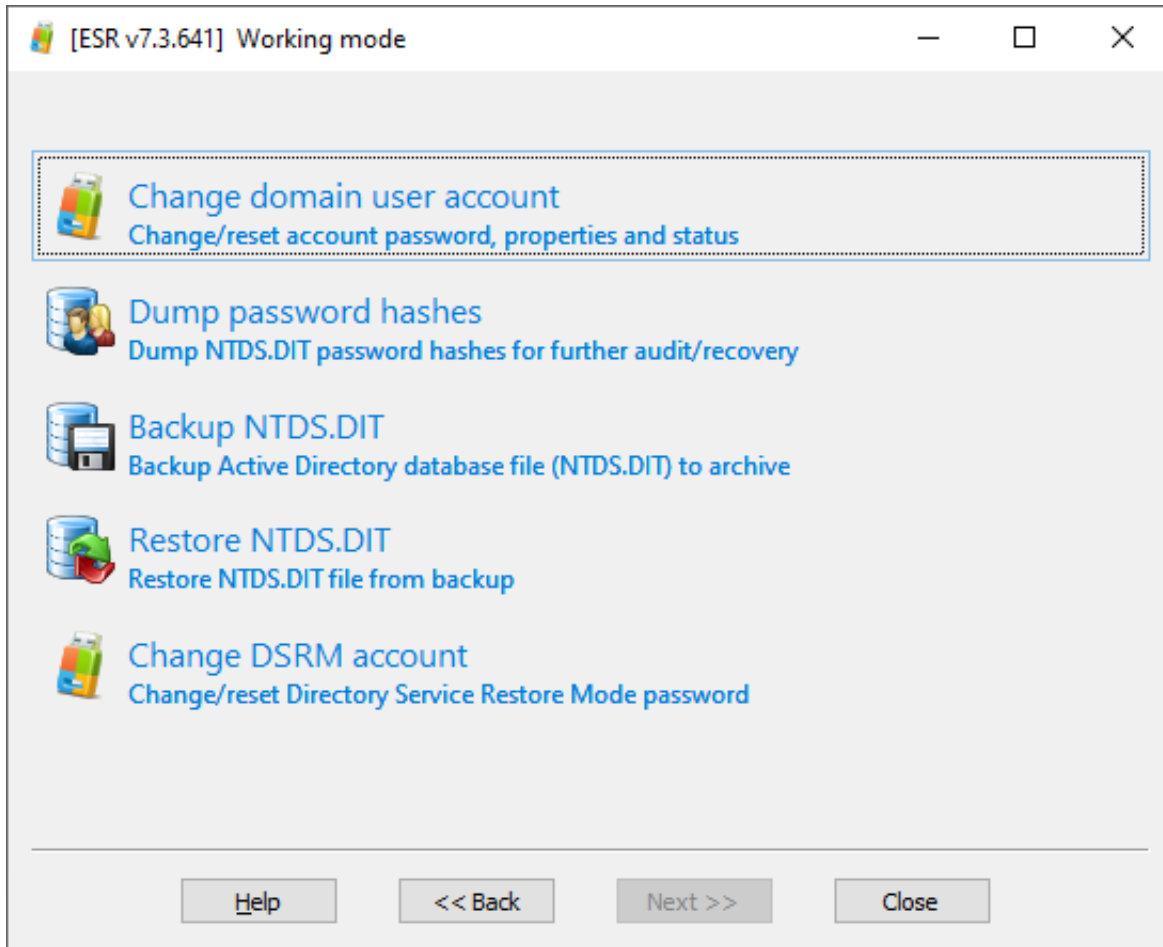 [ESR v7.3.641] Working mode
Change domain user account
Change/reset account password, properties and status
Dump password hashes
Dump NTDS.DIT password hashes for further audit/recovery
Backup NTDS.DIT
Backup Active Directory database file (NTDS.DIT) to archive
Restore NTDS.DIT
Restore NTDS.DIT file from backup
Change DSRM account
Change/reset Directory Service Restore Mode password
Help << Back Next >> Close